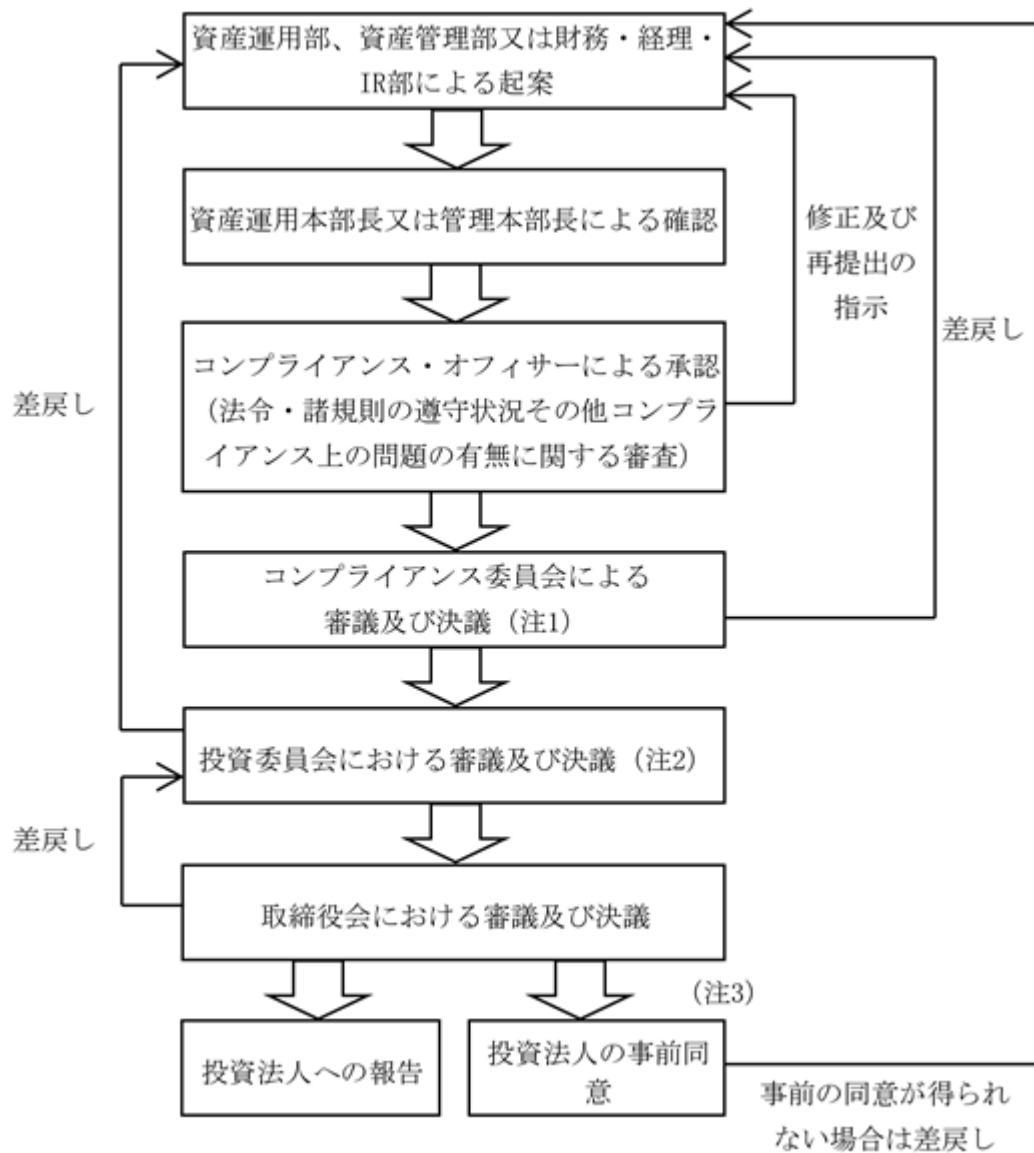 資産運用部、資産管理部又は財務・経理・
IR部による起案
資産運用本部長又は管理本部長による確認
修正及び
再提出の
指示
差戻し
コンプライアンス・オフィサーによる承認
（法令・諸規則の遵守状況その他コンプラ
イアンス上の問題の有無に関する審査）
差戻し
コンプライアンス委員会による
審議及び決議（注1）
投資委員会における審議及び決議（注2）
差戻し
取締役会における審議及び決議
（注3）
投資法人への報告
投資法人の事前同
意
事前の同意が得られ
ない場合は差戻し